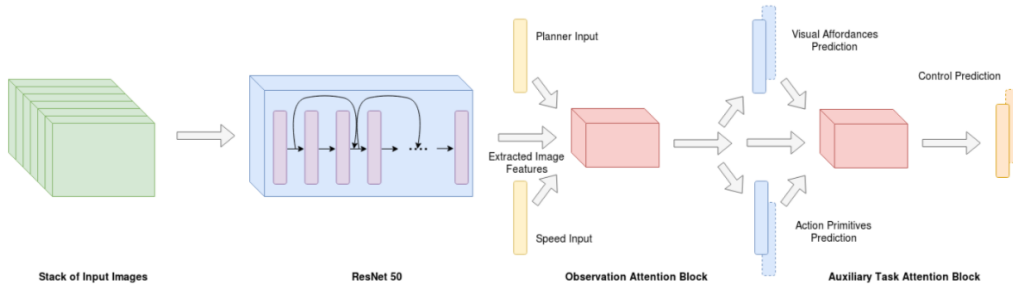 Planner Input
Visual Affordances
Prediction
Control Prediction
Extracted Image
Features
Speed Input
Action Primitives
Prediction
Stack of Input Images
ResNet 50
Observation Attention Block
Auxiliary Task Attention Block